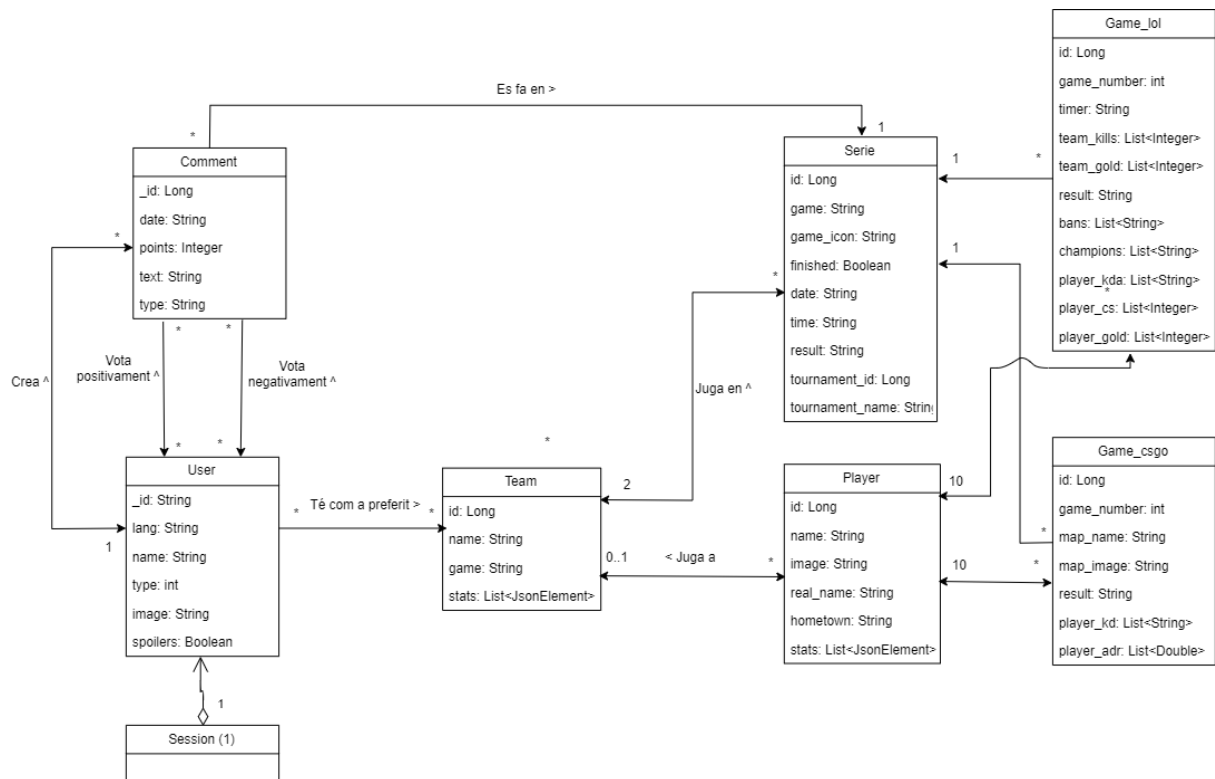 Game_lol
id: Long
game_number: int
timer: String
team_kills: List<Integer>
team_gold: List<Integer>
result: String
bans: List<String>
champions: List<String>
player_kda: List<String>
*
player_cs: List<Integer>
player_gold: List<Integer>
Es fa en >
*
1
Comment
_id: Long
date: String
points: Integer
text: String
type: String
Serie
id: Long
game: String
game_icon: String
finished: Boolean
date: String
time: String
result: String
tournament_id: Long
tournament_name: String
1
*
1
*
*
*
*
Vota
positivament ^
Vota
negativament ^
Crea ^
Juga en ^
*
*
*
1
User
_id: String
lang: String
name: String
type: int
image: String
spoilers: Boolean
*
Té com a preferit >
*
Team
id: Long
name: String
game: String
stats: List<JsonElement>
2
0..1
< Juga a
*
Player
id: Long
name: String
image: String
real_name: String
hometown: String
stats: List<JsonElement>
10
10
*
*
Game_csgo
id: Long
game_number: int
map_name: String
map_image: String
result: String
player_kd: List<String>
player_adr: List<Double>
1
Session (1)